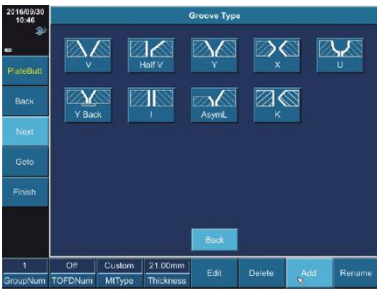 2016/09/30
10:46
Groove Type
PlateButt
V
Half V
Y
X
U
Back
Y Back
I
AsymL
K
Next
Goto
Finish
Back
1
Off
Custom
21.00mm
Edit
Delete
Add
Rename
GroupNum
TOFDNum
MtType
Thickness